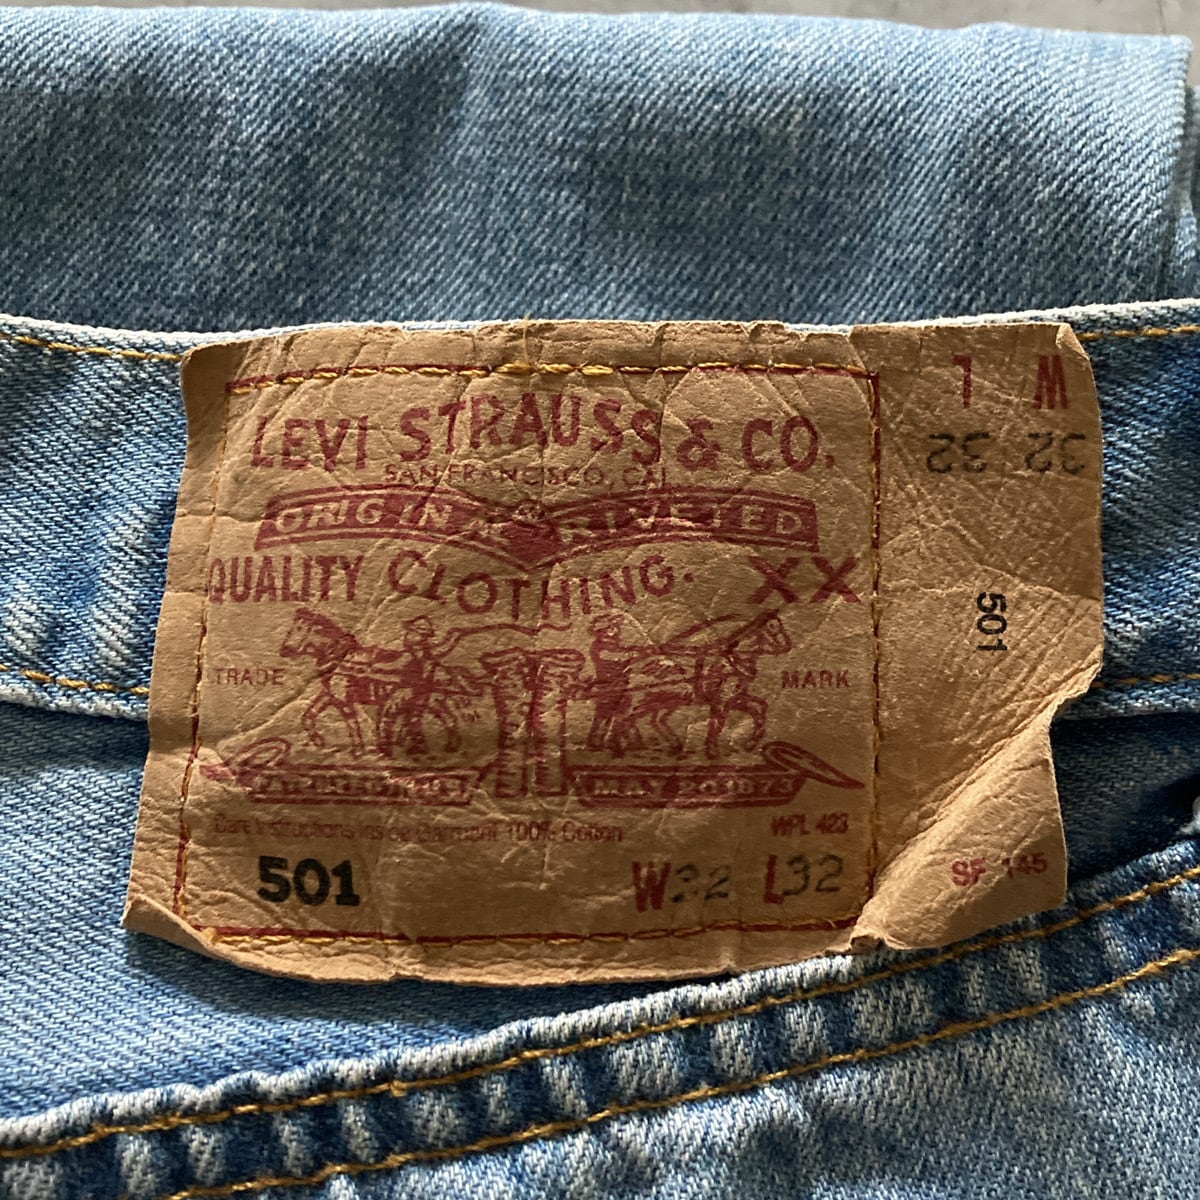 LEVI STRAUSS & CO.
SAN FRANCISCO, CAL
ORIGINAL RIVETED
QUALITY CLOTHING. XX
TRADE MARK
PATENTED MAY 20 1873
Care Instructions Inside Garment 100% Cotton WPL 423
501 W32 L32
L W
32 32
501
SF 145